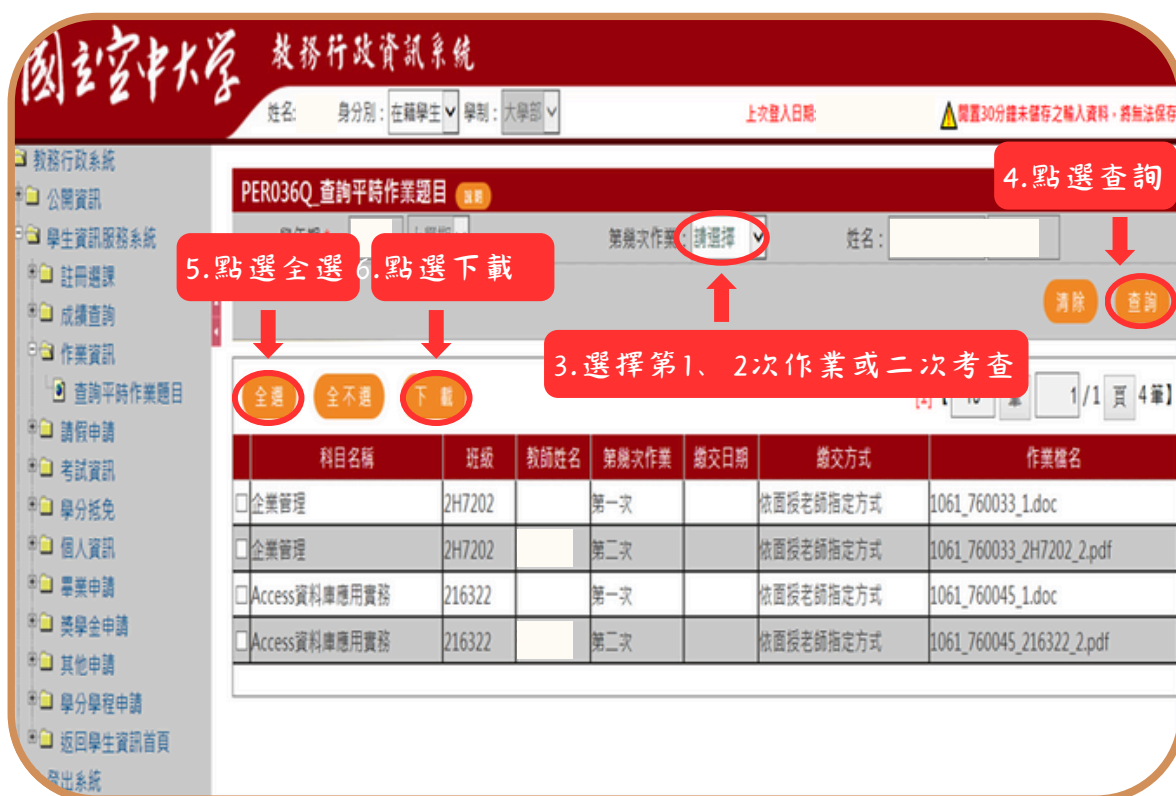 國立空中大學 教務行政資訊系統
姓名: 身分別：在籍學生 學制：大學部 上次登入日期: 閒置30分鐘未儲存之輸入資料，將無法保存
教務行政系統
公開資訊
學生資訊服務系統
註冊選課
成績查詢
作業資訊
查詢平時作業題目
請假申請
考試資訊
學分抵免
個人資訊
畢業申請
獎學金申請
其他申請
學分學程申請
返回學生資訊首頁
登出系統
PER036Q_查詢平時作業題目 說明
4.點選查詢
第幾次作業：請選擇 姓名：
5.點選全選 6.點選下載
清除 查詢
3.選擇第1、2次作業或二次考查
全選 全不選 下載
1/1 頁 4筆】
科目名稱 班級 教師姓名 第幾次作業 繳交日期 繳交方式 作業檔名
企業管理 2H7202 第一次 依面授老師指定方式 1061_760033_1.doc
企業管理 2H7202 第二次 依面授老師指定方式 1061_760033_2H7202_2.pdf
Access資料庫應用實務 216322 第一次 依面授老師指定方式 1061_760045_1.doc
Access資料庫應用實務 216322 第二次 依面授老師指定方式 1061_760045_216322_2.pdf